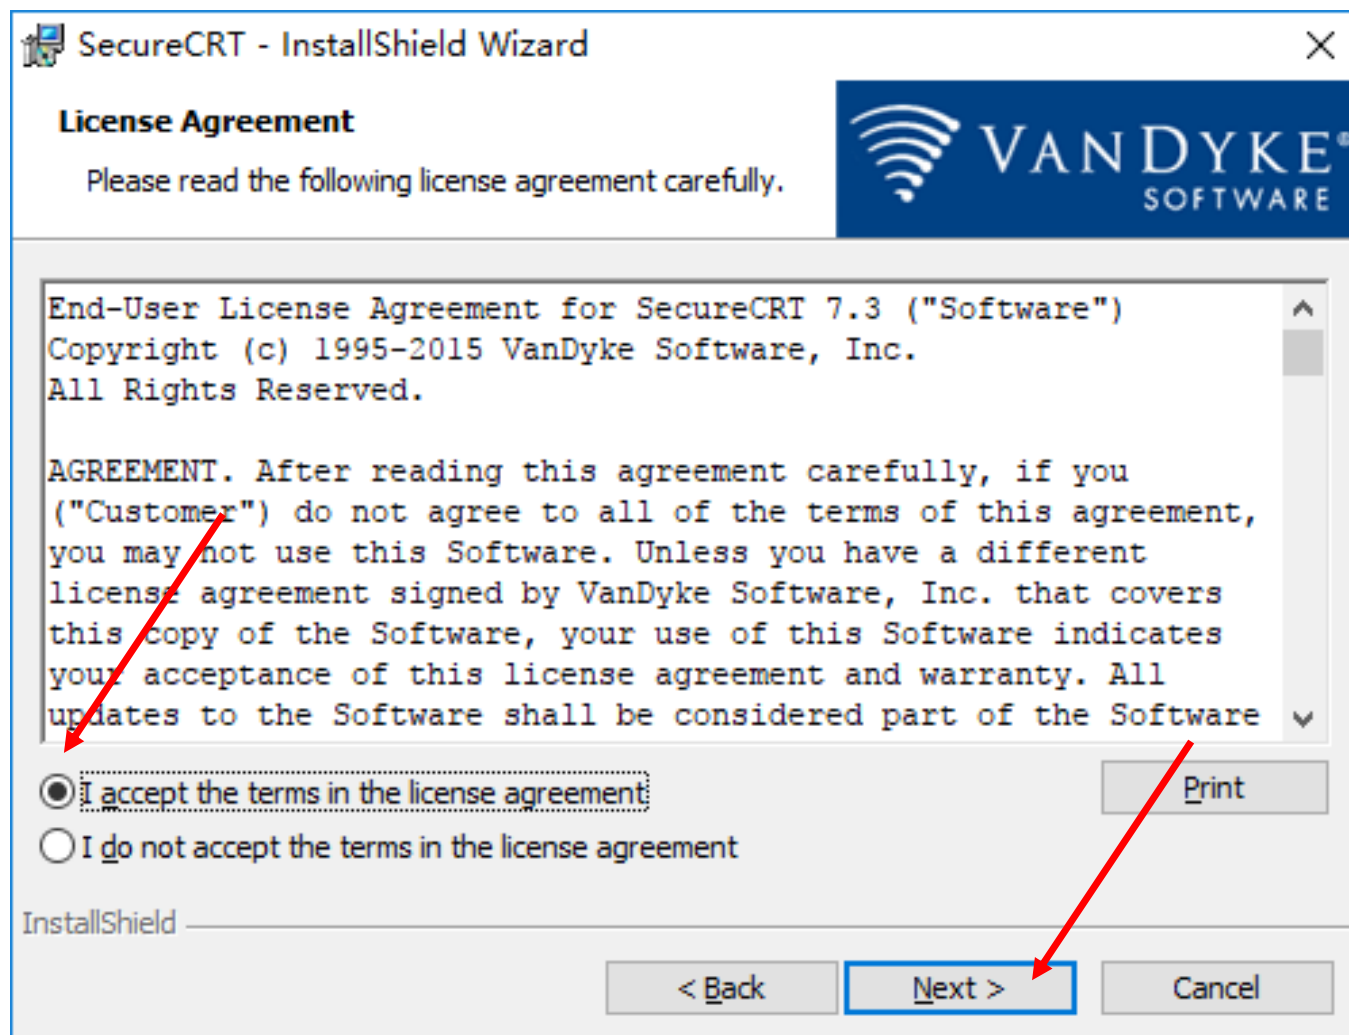 SecureCRT - InstallShield Wizard
License Agreement
Please read the following license agreement carefully.
VANDYKE®
SOFTWARE
End-User License Agreement for SecureCRT 7.3 ("Software")
Copyright (c) 1995-2015 VanDyke Software, Inc.
All Rights Reserved.
AGREEMENT. After reading this agreement carefully, if you
("Customer") do not agree to all of the terms of this agreement,
you may not use this Software. Unless you have a different
license agreement signed by VanDyke Software, Inc. that covers
this copy of the Software, your use of this Software indicates
your acceptance of this license agreement and warranty. All
updates to the Software shall be considered part of the Software
I accept the terms in the license agreement
Print
I do not accept the terms in the license agreement
InstallShield
< Back
Next >
Cancel